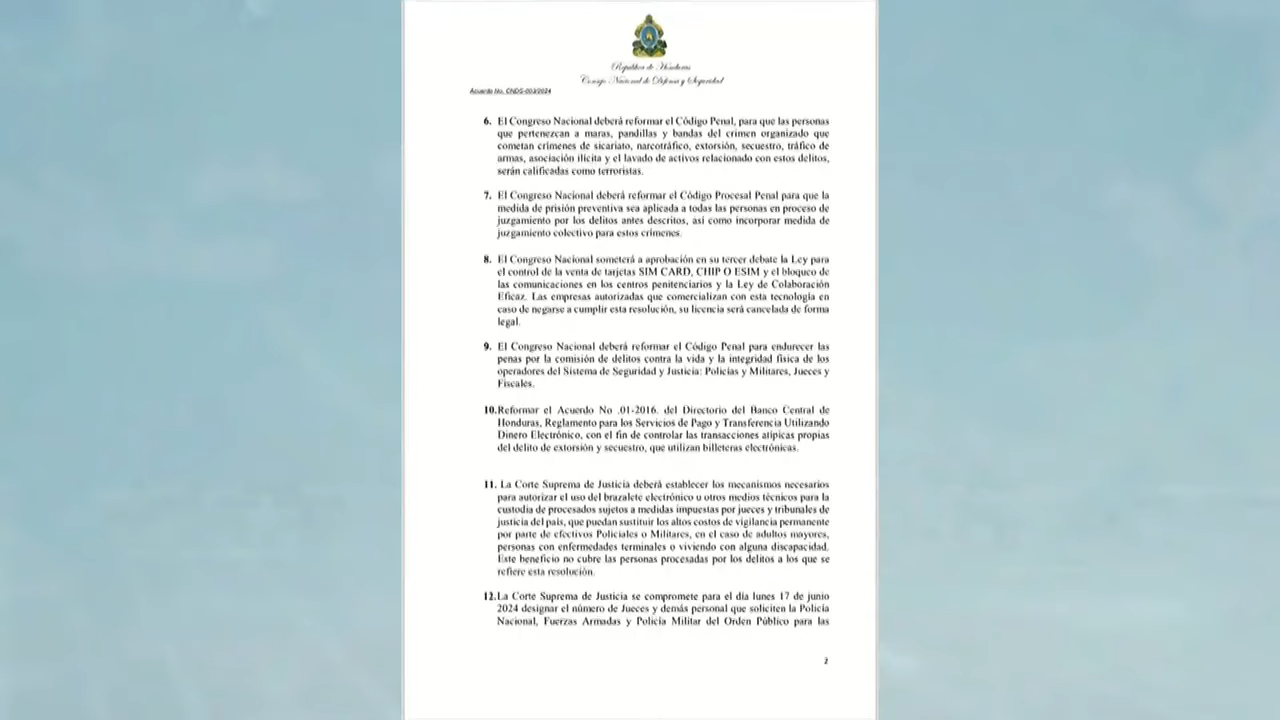 República de Honduras
Consejo Nacional de Defensa y Seguridad
Acuerdo No. CNDS-003/2024
6. El Congreso Nacional deberá reformar el Código Penal, para que las personas
que pertenezcan a maras, pandillas y bandas del crimen organizado que
cometan crímenes de sicariato, narcotráfico, extorsión, secuestro, tráfico de
armas, asociación ilícita y el lavado de activos relacionado con estos delitos,
serán calificadas como terroristas.
7. El Congreso Nacional deberá reformar el Código Procesal Penal para que la
medida de prisión preventiva sea aplicada a todas las personas en proceso de
juzgamiento por los delitos antes descritos, así como incorporar medida de
juzgamiento colectivo para estos crímenes.
8. El Congreso Nacional someterá a aprobación en su tercer debate la Ley para
el control de la venta de tarjetas SIM CARD, CHIP O ESIM y el bloqueo de
las comunicaciones en los centros penitenciarios y la Ley de Colaboración
Eficaz. Las empresas autorizadas que comercializan con esta tecnología en
caso de negarse a cumplir esta resolución, su licencia será cancelada de forma
legal.
9. El Congreso Nacional deberá reformar el Código Penal para endurecer las
penas por la comisión de delitos contra la vida y la integridad física de los
operadores del Sistema de Seguridad y Justicia: Policías y Militares, Jueces y
Fiscales.
10. Reformar el Acuerdo No .01-2016. del Directorio del Banco Central de
Honduras, Reglamento para los Servicios de Pago y Transferencia Utilizando
Dinero Electrónico, con el fin de controlar las transacciones atípicas propias
del delito de extorsión y secuestro, que utilizan billeteras electrónicas.
11. La Corte Suprema de Justicia deberá establecer los mecanismos necesarios
para autorizar el uso del brazalete electrónico u otros medios técnicos para la
custodia de procesados sujetos a medidas impuestas por jueces y tribunales de
justicia del país, que puedan sustituir los altos costos de vigilancia permanente
por parte de efectivos Policiales o Militares, en el caso de adultos mayores,
personas con enfermedades terminales o viviendo con alguna discapacidad.
Este beneficio no cubre las personas procesadas por los delitos a los que se
refiere esta resolución.
12. La Corte Suprema de Justicia se compromete para el día lunes 17 de junio
2024 designar el número de Jueces y demás personal que soliciten la Policía
Nacional, Fuerzas Armadas y Policía Militar del Orden Público para las
2